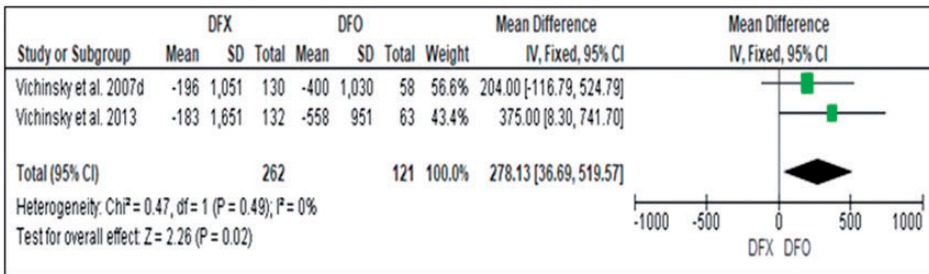 DFX DFO Mean Difference Mean Difference
Study or Subgroup Mean SD Total Mean SD Total Weight IV, Fixed, 95% CI IV, Fixed, 95% CI
Vichinsky et al. 2007d -196 1,051 130 -400 1,030 58 56.6% 204.00 [-116.79, 524.79]
Vichinsky et al. 2013 -183 1,651 132 -558 951 63 43.4% 375.00 [8.30, 741.70]
Total (95% CI) 262 121 100.0% 278.13 [36.69, 519.57]
Heterogeneity: Chi² = 0.47, df = 1 (P = 0.49); I² = 0%
Test for overall effect: Z = 2.26 (P = 0.02)
-1000 -500 0 500 1000
DFX DFO